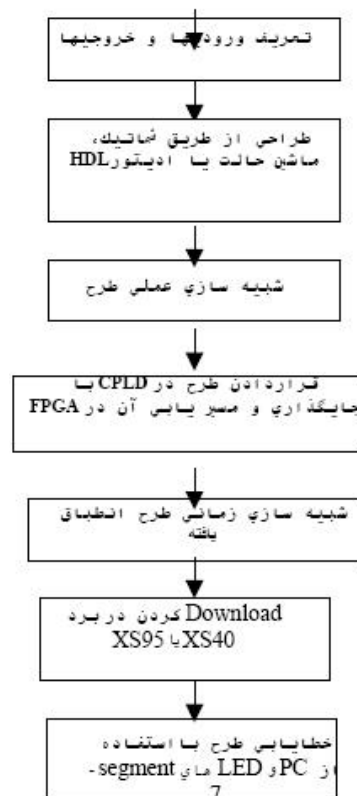 تعريف وروديها و خروجيها
طراحي از طريق شماتيك،
ماشين حالت يا اديتور HDL
شبيه سازي عملي طرح
قراردادن طرح در CPLD يا
جايگذاري و مسير يابي آن در FPGA
شبيه سازي زماني طرح انطباق
يافته
Download كردن در برد
XS40 يا XS95
خطايابي طرح با استفاده
از PC و LED هاي segment-
7